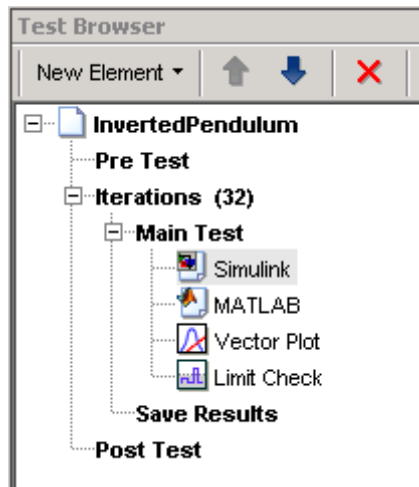 Test Browser
New Element
InvertedPendulum
Pre Test
Iterations (32)
Main Test
Simulink
MATLAB
Vector Plot
Limit Check
Save Results
Post Test